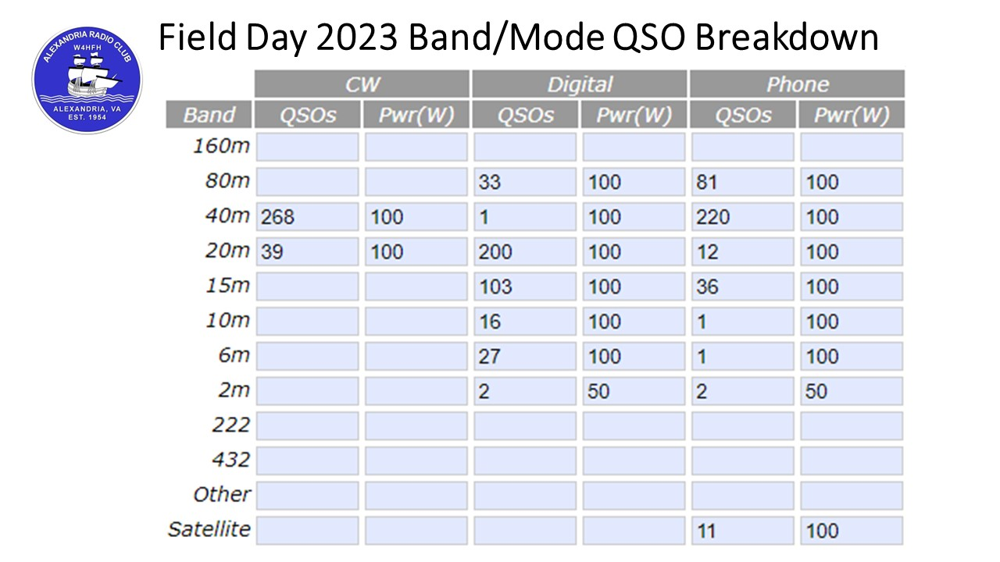 Field Day 2023 Band/Mode QSO Breakdown
ALEXANDRIA RADIO CLUB
W4HFH
ALEXANDRIA, VA
EST. 1954
CW Digital Phone
Band QSOs Pwr(W) QSOs Pwr(W) QSOs Pwr(W)
160m
80m 33 100 81 100
40m 268 100 1 100 220 100
20m 39 100 200 100 12 100
15m 103 100 36 100
10m 16 100 1 100
6m 27 100 1 100
2m 2 50 2 50
222
432
Other
Satellite 11 100